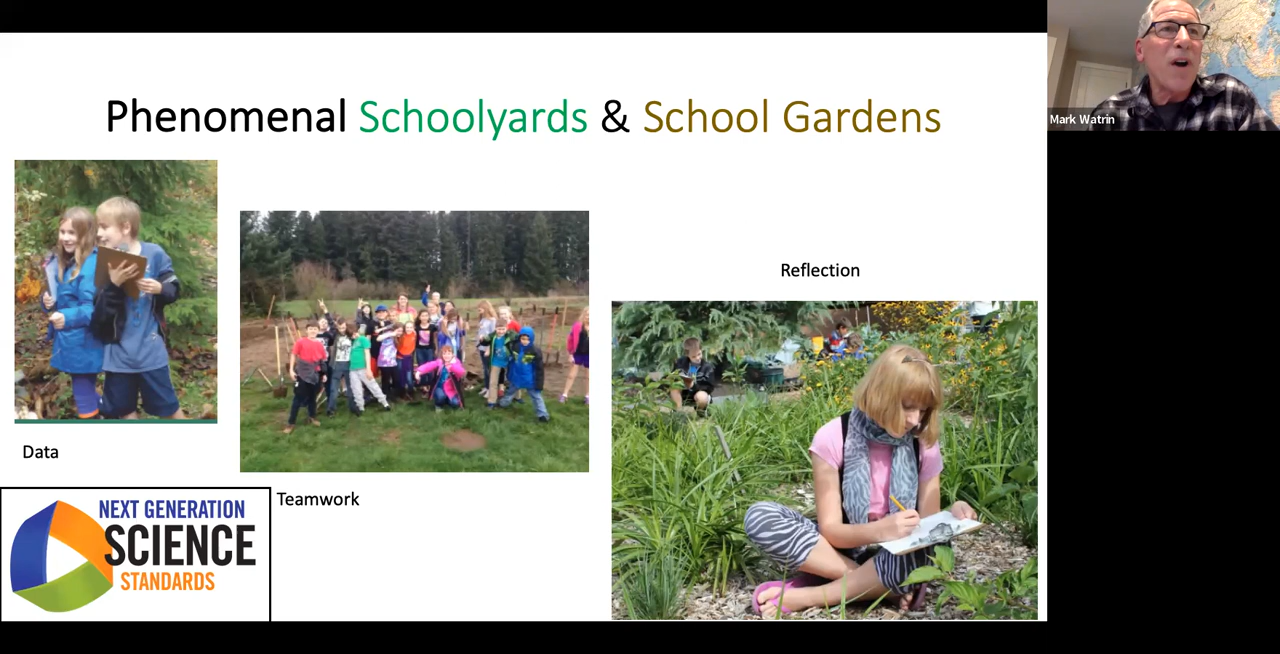 Phenomenal Schoolyards & School Gardens
Mark Watrin
Reflection
Data
Teamwork
NEXT GENERATION
SCIENCE
STANDARDS